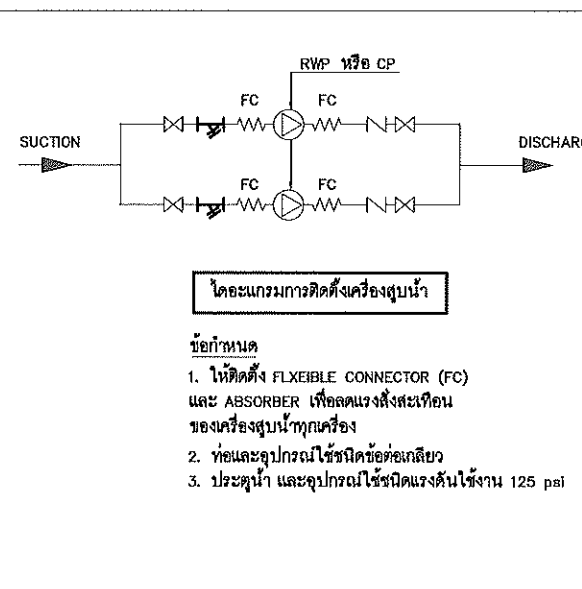 RWP หรือ CP
FC FC
SUCTION
DISCHARG
FC FC
ไดอะแกรมการติดตั้งเครื่องสูบน้ำ
ข้อกำหนด
1. ให้ติดตั้ง FLXEIBLE CONNECTOR (FC)
และ ABSORBER เพื่อลดแรงสั่งสะเทือน
ของเครื่องสูบน้ำทุกเครื่อง
2. ท่อและอุปกรณ์ใช้ชนิดข้อต่อเกลียว
3. ประตูน้ำ และอุปกรณ์ใช้ชนิดแรงดันใช้งาน 125 psi